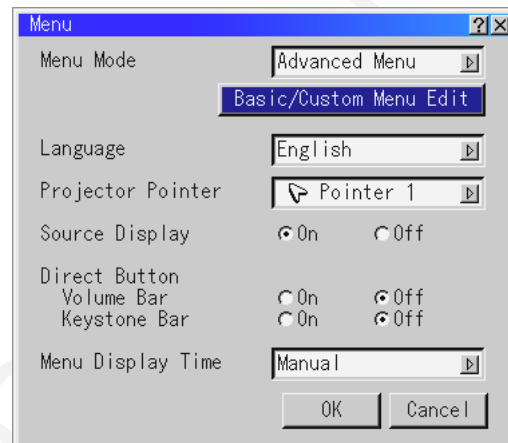 Menu ?×
Menu Mode Advanced Menu
Basic/Custom Menu Edit
Language English
Projector Pointer Pointer 1
Source Display On Off
Direct Button
Volume Bar On Off
Keystone Bar On Off
Menu Display Time Manual
OK Cancel